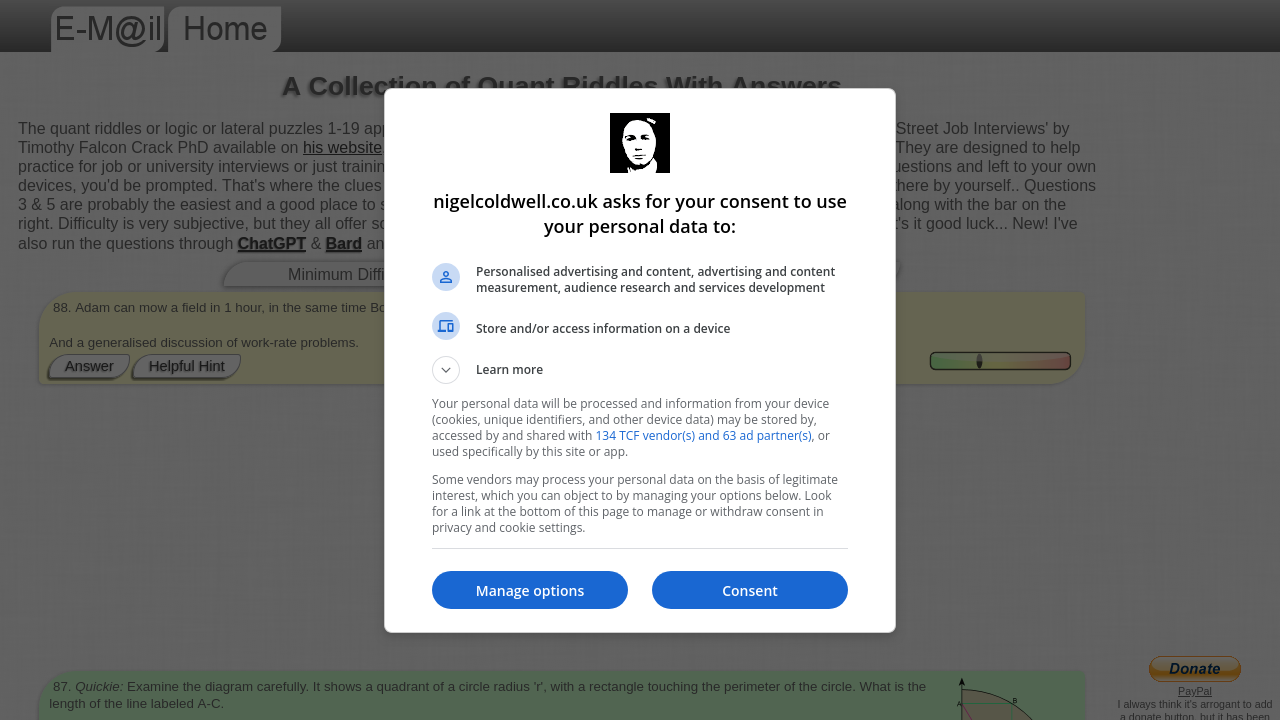 E-M@il Home
A Collection of Quant Riddles With Answers
The quant riddles or logic or lateral puzzles 1-19 app
Street Job Interviews' by
Timothy Falcon Crack PhD available on his website
They are designed to help
practice for job or university interviews or just trainin
uestions and left to your own
devices, you'd be prompted. That's where the clues
there by yourself.. Questions
3 & 5 are probably the easiest and a good place to s
along with the bar on the
right. Difficulty is very subjective, but they all offer so
's it good luck... New! I've
also run the questions through ChatGPT & Bard an
Minimum Diffi
88. Adam can mow a field in 1 hour, in the same time Bo
And a generalised discussion of work-rate problems.
Answer Helpful Hint
nigelcoldwell.co.uk asks for your consent to use
your personal data to:
Personalised advertising and content, advertising and content
measurement, audience research and services development
Store and/or access information on a device
Learn more
Your personal data will be processed and information from your device
(cookies, unique identifiers, and other device data) may be stored by,
accessed by and shared with 134 TCF vendor(s) and 63 ad partner(s), or
used specifically by this site or app.
Some vendors may process your personal data on the basis of legitimate
interest, which you can object to by managing your options below. Look
for a link at the bottom of this page to manage or withdraw consent in
privacy and cookie settings.
Manage options Consent
87. Quickie: Examine the diagram carefully. It shows a quadrant of a circle radius 'r', with a rectangle touching the perimeter of the circle. What is the
length of the line labeled A-C.
A
B
Donate
PayPal
I always think it's arrogant to add
a donate button, but it has been